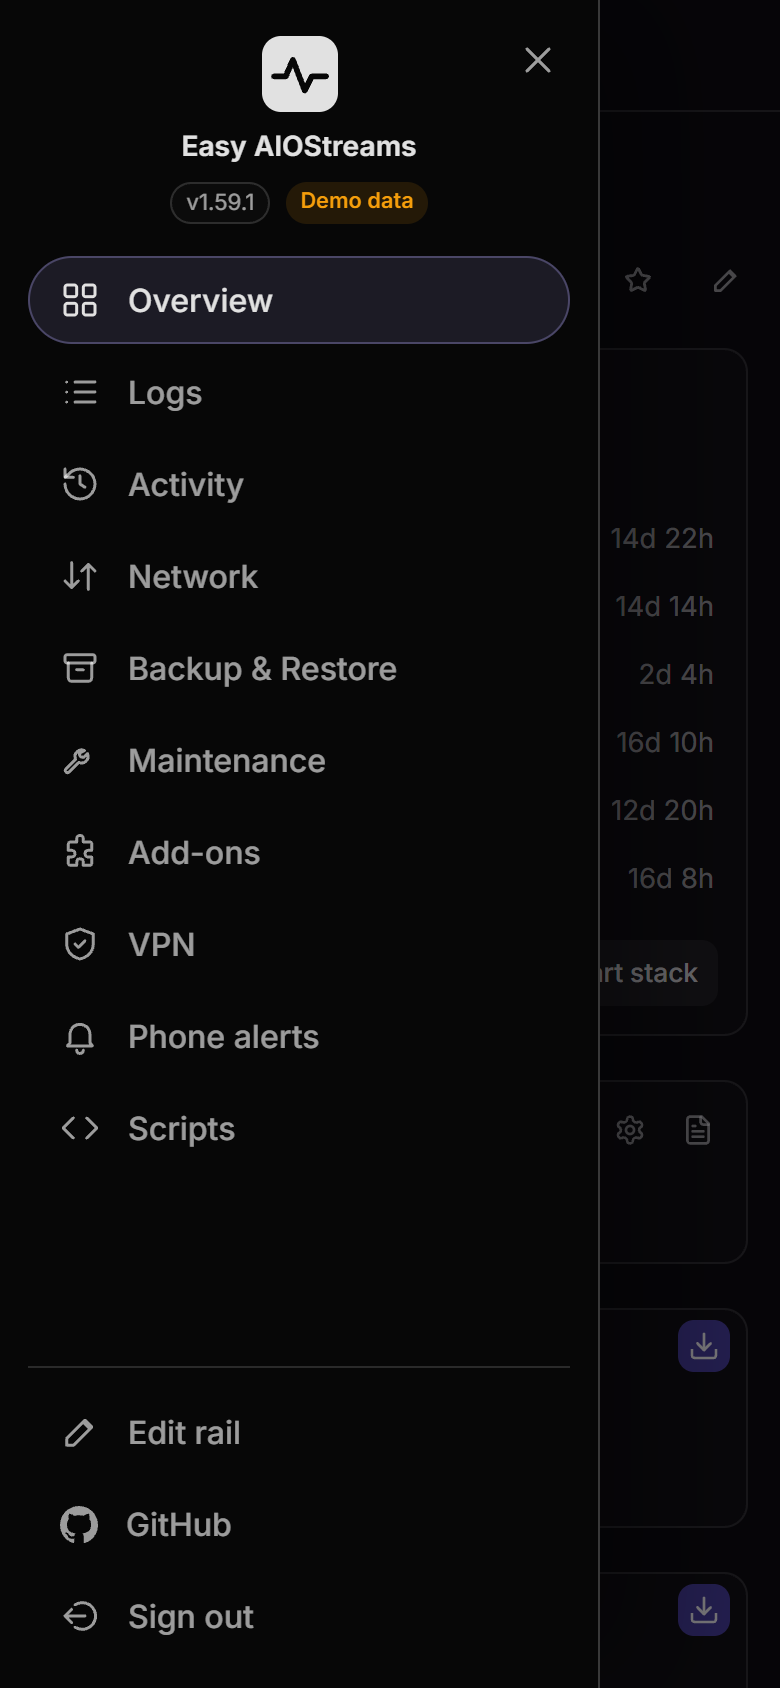 Easy AIOStreams
v1.59.1 Demo data
Overview
Logs
Activity
Network
Backup & Restore
Maintenance
Add-ons
VPN
Phone alerts
Scripts
Edit rail
GitHub
Sign out
14d 22h
14d 14h
2d 4h
16d 10h
12d 20h
16d 8h
stack